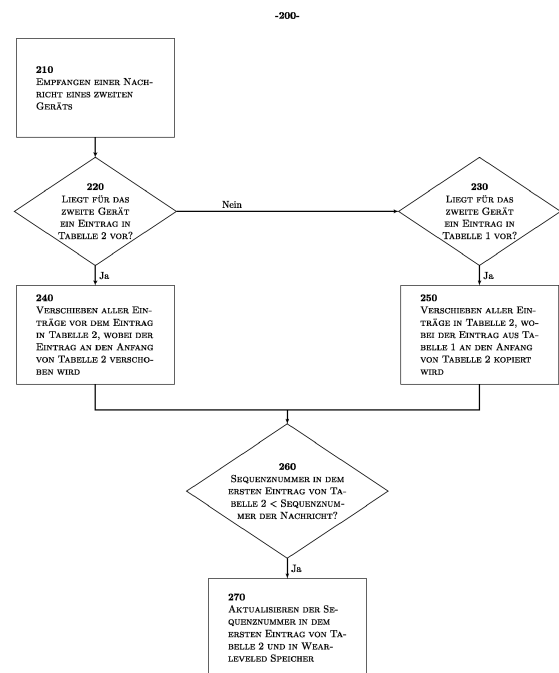 -200-
210
EMPFANGEN EINER NACH-
RICHT EINES ZWEITEN
GERÄTS
220
LIEGT FÜR DAS
ZWEITE GERÄT
EIN EINTRAG IN
TABELLE 2 VOR?
Nein
230
LIEGT FÜR DAS
ZWEITE GERÄT
EIN EINTRAG IN
TABELLE 1 VOR?
Ja
Ja
240
VERSCHIEBEN ALLER EIN-
TRÄGE VOR DEM EINTRAG
IN TABELLE 2, WOBEI DER
EINTRAG AN DEN ANFANG
VON TABELLE 2 VERSCHO-
BEN WIRD
250
VERSCHIEBEN ALLER EIN-
TRÄGE IN TABELLE 2, WO-
BEI DER EINTRAG AUS TA-
BELLE 1 AN DEN ANFANG
VON TABELLE 2 KOPIERT
WIRD
260
SEQUENZNUMMER IN DEM
ERSTEN EINTRAG VON TA-
BELLE 2 < SEQUENZNUM-
MER DER NACHRICHT?
Ja
270
AKTUALISIEREN DER SE-
QUENZNUMMER IN DEM
ERSTEN EINTRAG VON TA-
BELLE 2 UND IN WEAR-
LEVELED SPEICHER